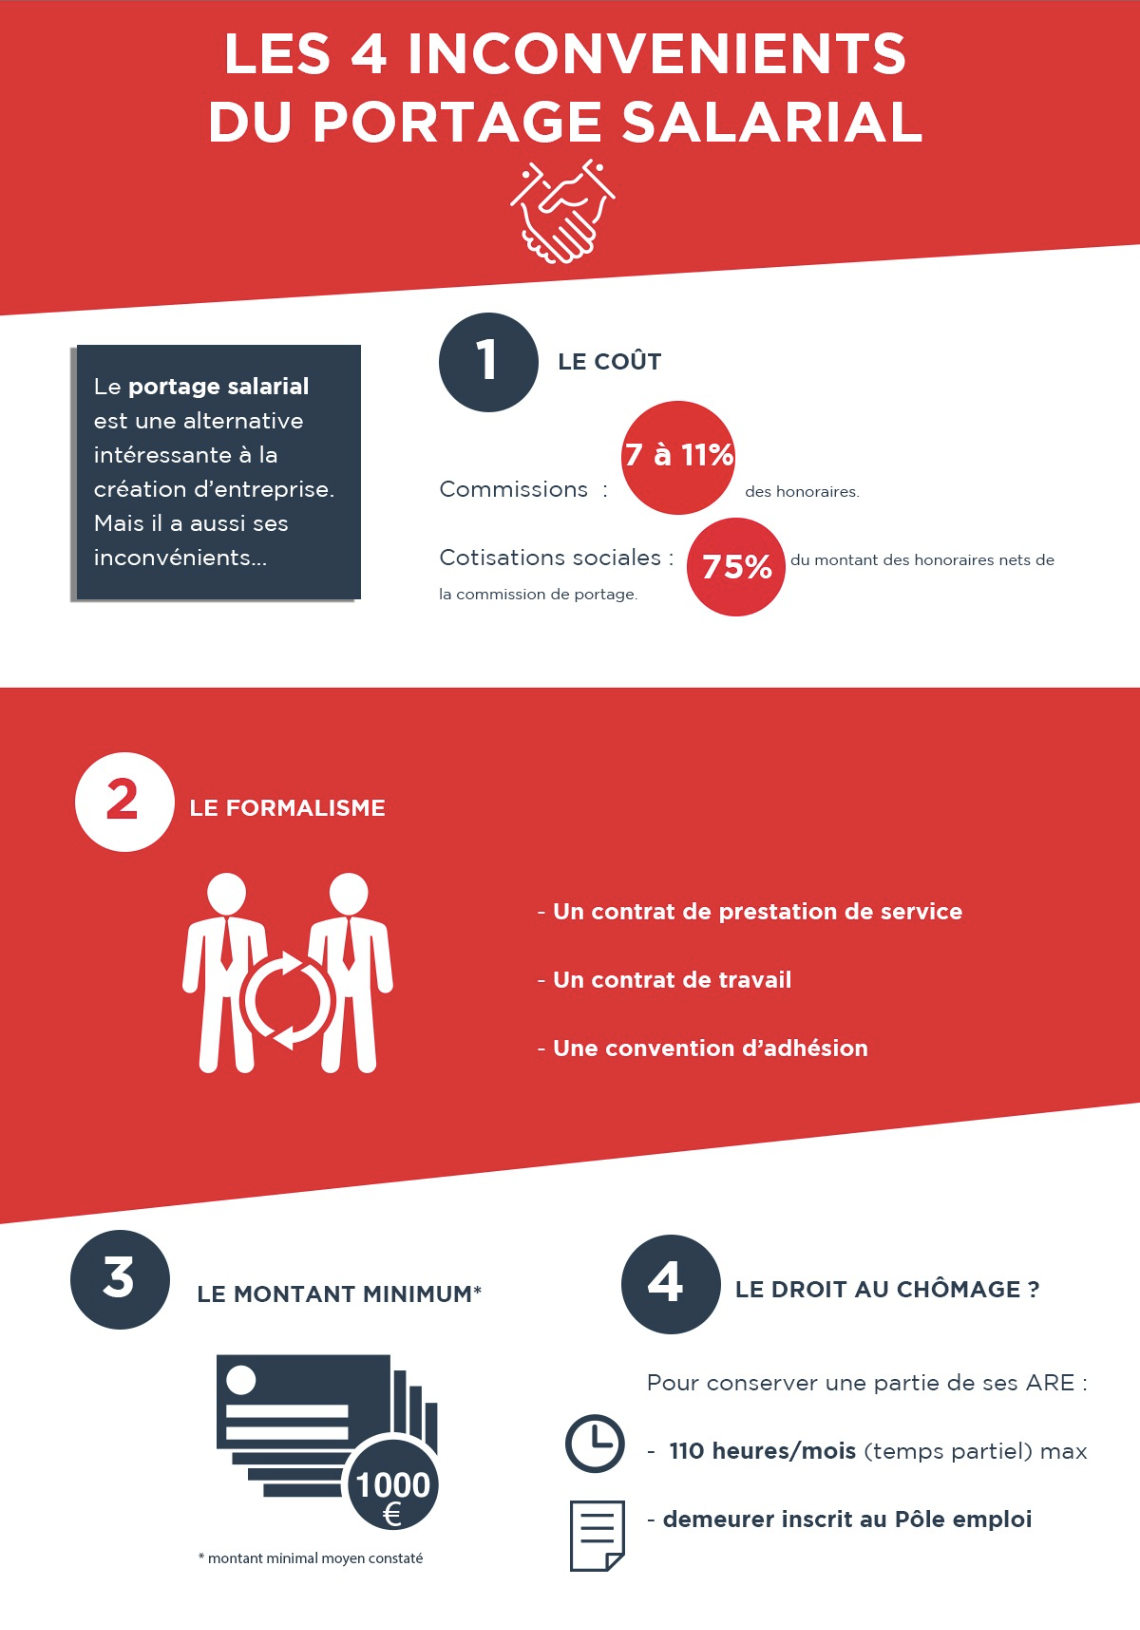 LES 4 INCONVENIENTS
DU PORTAGE SALARIAL
Le portage salarial
est une alternative
intéressante à la
création d’entreprise.
Mais il a aussi ses
inconvénients...
1
LE COÛT
Commissions : 7 à 11% des honoraires.
Cotisations sociales : 75% du montant des honoraires nets de
la commission de portage.
2
LE FORMALISME
- Un contrat de prestation de service
- Un contrat de travail
- Une convention d’adhésion
3
LE MONTANT MINIMUM*
1000
€
* montant minimal moyen constaté
4
LE DROIT AU CHÔMAGE ?
Pour conserver une partie de ses ARE :
- 110 heures/mois (temps partiel) max
- demeurer inscrit au Pôle emploi